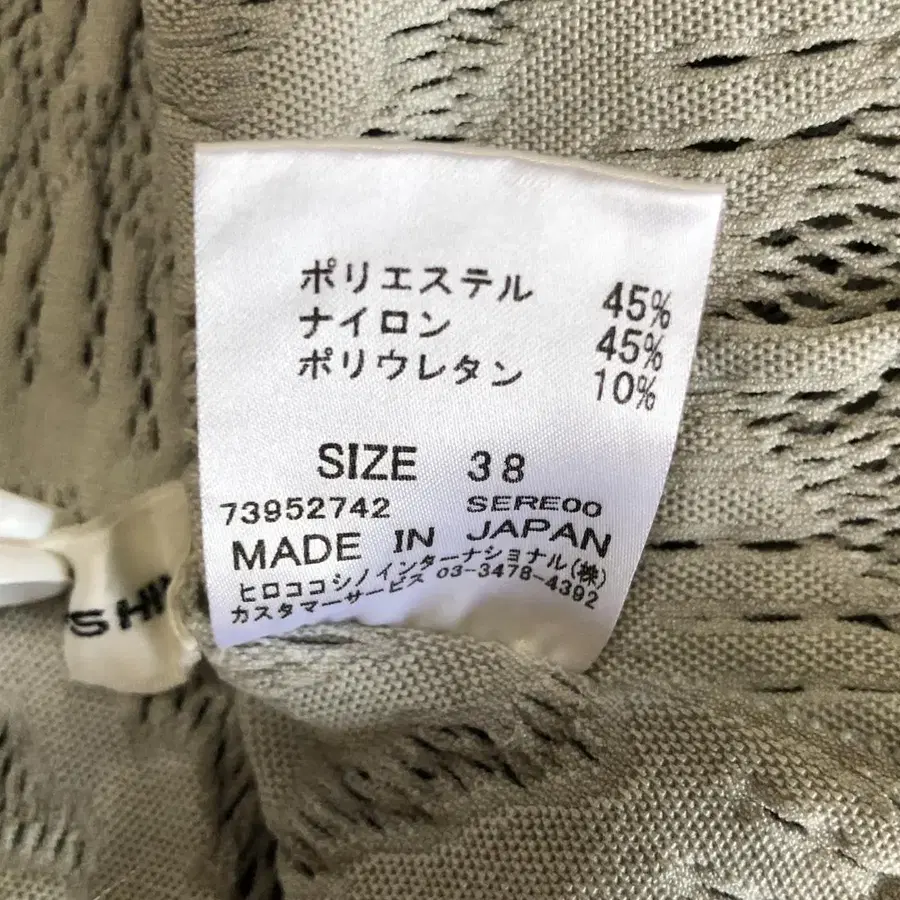 ポリエステル 45%
ナイロン 45%
ポリウレタン 10%
SIZE 38
73952742 SERE00
MADE IN JAPAN
ヒロココシノインターナショナル(株)
カスタマーサービス 03-3478-4392